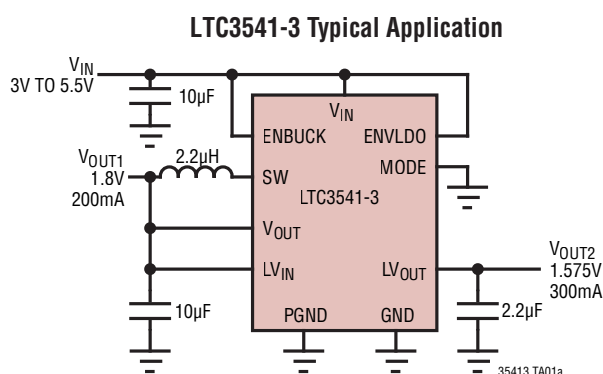 LTC3541-3 Typical Application
VIN
3V TO 5.5V
10µF
VIN
ENBUCK
ENVLDO
MODE
VOUT1
1.8V
200mA
2.2µH
SW
LTC3541-3
VOUT
LVIN
LVOUT
VOUT2
1.575V
300mA
10µF
PGND
GND
2.2µF
35413 TA01a